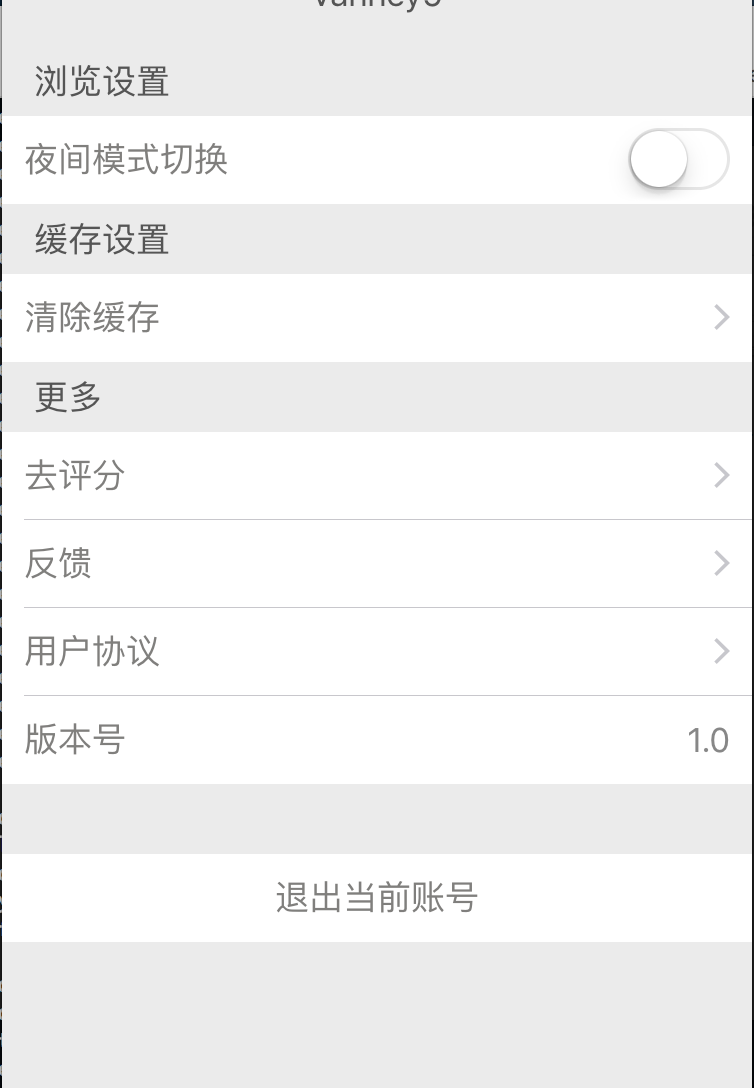 浏览设置
夜间模式切换
缓存设置
清除缓存
更多
去评分
反馈
用户协议
版本号 1.0
退出当前账号